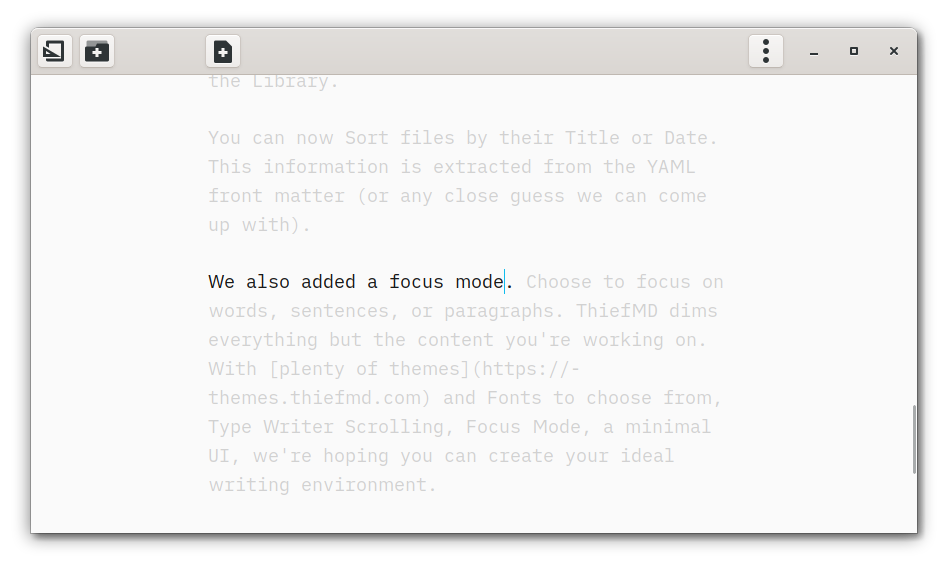 the Library.
You can now Sort files by their Title or Date.
This information is extracted from the YAML
front matter (or any close guess we can come
up with).
We also added a focus mode. Choose to focus on
words, sentences, or paragraphs. ThiefMD dims
everything but the content you're working on.
With [plenty of themes](https://-
themes.thiefmd.com) and Fonts to choose from,
Type Writer Scrolling, Focus Mode, a minimal
UI, we're hoping you can create your ideal
writing environment.